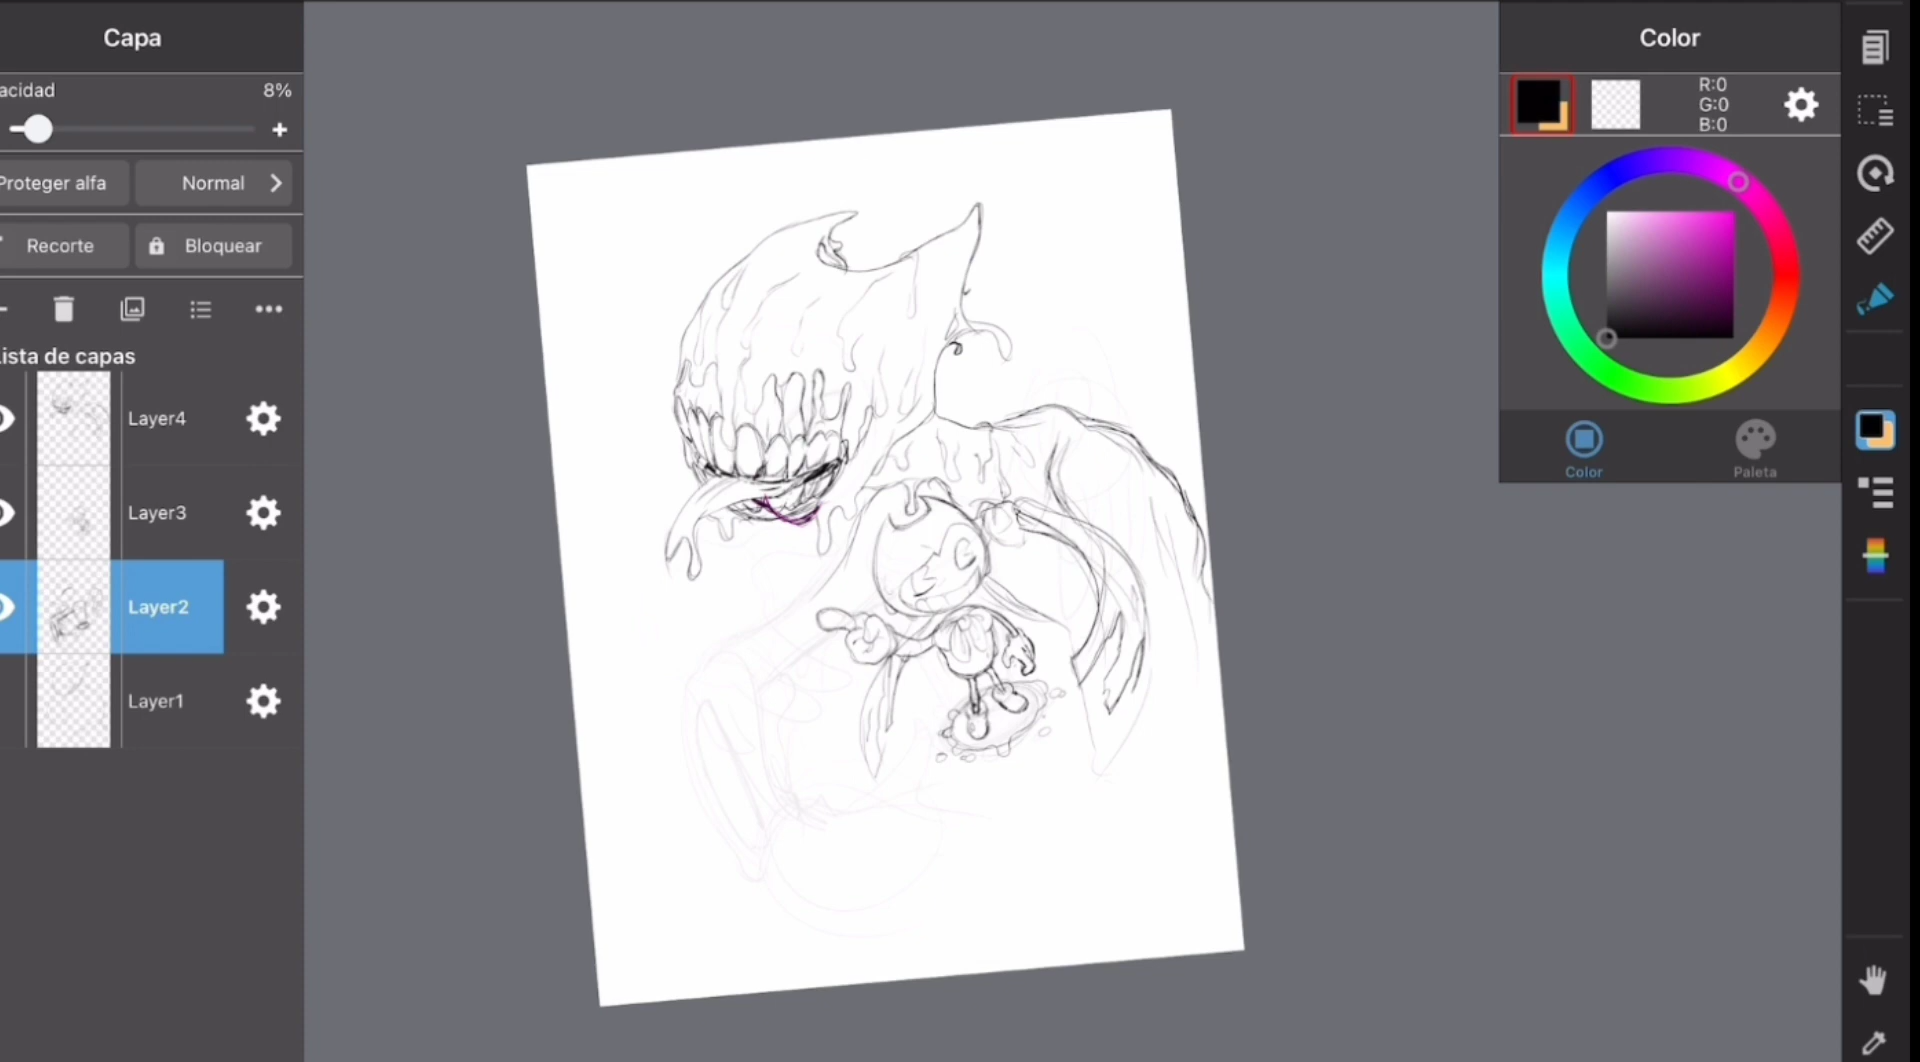 Capa
acidad 8%
Proteger alfa Normal
Recorte Bloquear
ista de capas
Layer4
Layer3
Layer2
Layer1
Color
R:0
G:0
B:0
Color Paleta